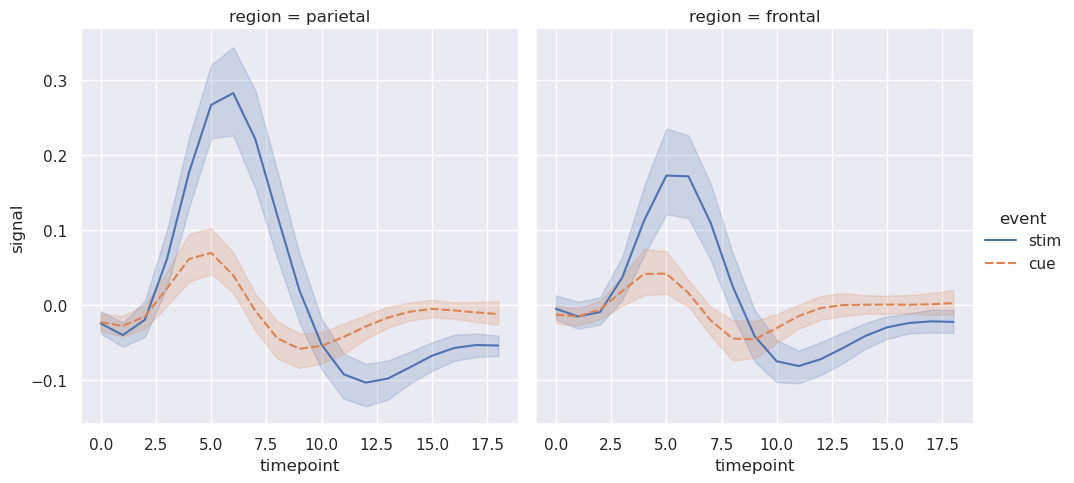 region = parietal
region = frontal
signal
0.3
0.2
0.1
0.0
−0.1
event
stim
cue
0.0 2.5 5.0 7.5 10.0 12.5 15.0 17.5
0.0 2.5 5.0 7.5 10.0 12.5 15.0 17.5
timepoint
timepoint